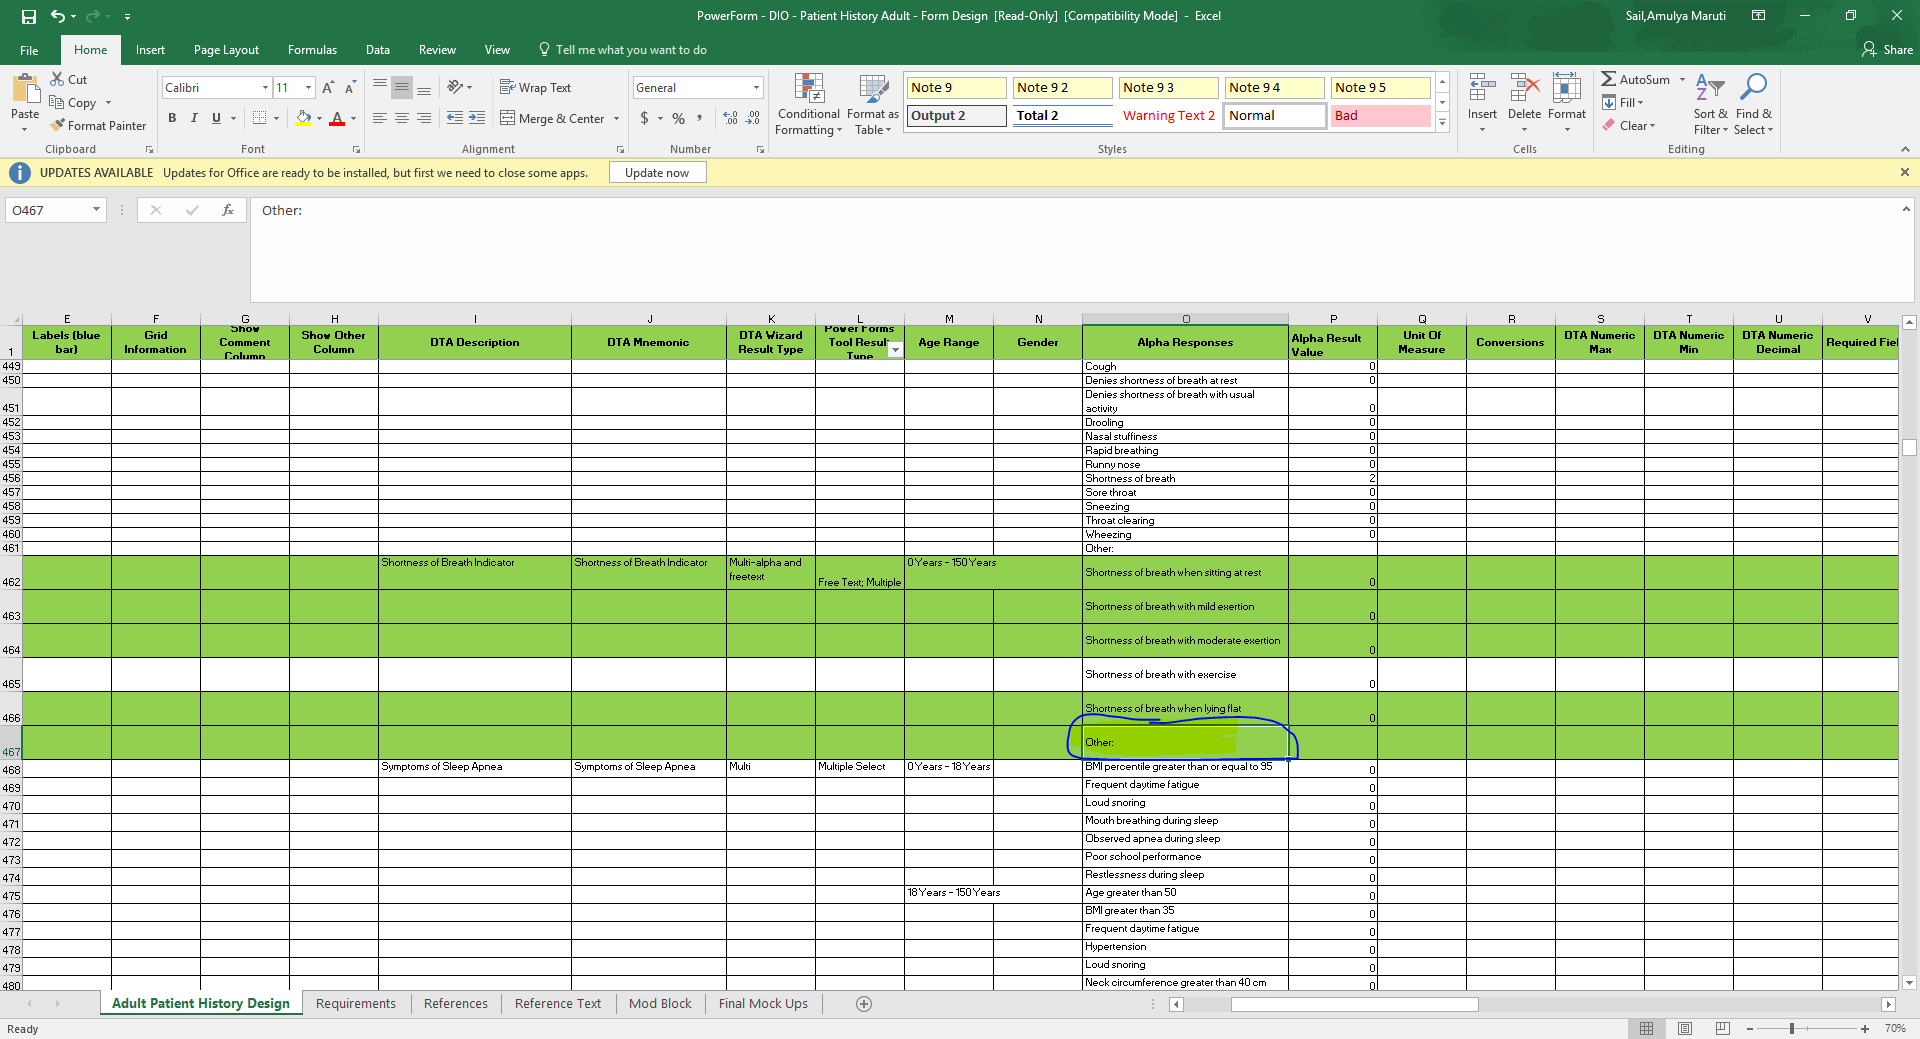 PowerForm - DIO - Patient History Adult - Form Design [Read-Only] [Compatibility Mode] - Excel
Sail,Amulya Maruti
File Home Insert Page Layout Formulas Data Review View Tell me what you want to do Share
Paste
Cut
Copy
Format Painter
Clipboard
Calibri 11
B I U
Font
Wrap Text
Merge & Center
Alignment
General
$ % ,
Number
Conditional Formatting
Format as Table
Note 9 Note 9 2 Note 9 3 Note 9 4 Note 9 5
Output 2 Total 2 Warning Text 2 Normal Bad
Styles
Insert Delete Format
Cells
AutoSum
Fill
Clear
Sort & Filter
Find & Select
Editing
UPDATES AVAILABLE Updates for Office are ready to be installed, but first we need to close some apps. Update now
O467 fx Other:
E F G H I J K L M N O P Q R S T U V
1 Labels (blue bar) Grid Information Show Comment Column Show Other Column DTA Description DTA Mnemonic DTA Wizard Result Type Power Forms Tool Result Type Age Range Gender Alpha Responses Alpha Result Value Unit Of Measure Conversions DTA Numeric Max DTA Numeric Min DTA Numeric Decimal Required Fiel
449 Cough 0
450 Denies shortness of breath at rest 0
451 Denies shortness of breath with usual activity 0
452 Drooling 0
453 Nasal stuffiness 0
454 Rapid breathing 0
455 Runny nose 0
456 Shortness of breath 2
457 Sore throat 0
458 Sneezing 0
459 Throat clearing 0
460 Wheezing 0
461 Other:
462 Shortness of Breath Indicator Shortness of Breath Indicator Multi-alpha and freetext Free Text; Multiple 0 Years - 150 Years Shortness of breath when sitting at rest 0
463 Shortness of breath with mild exertion 0
464 Shortness of breath with moderate exertion 0
465 Shortness of breath with exercise 0
466 Shortness of breath when lying flat 0
467 Other:
468 Symptoms of Sleep Apnea Symptoms of Sleep Apnea Multi Multiple Select 0 Years - 18 Years BMI percentile greater than or equal to 95 0
469 Frequent daytime fatigue 0
470 Loud snoring 0
471 Mouth breathing during sleep 0
472 Observed apnea during sleep 0
473 Poor school performance 0
474 Restlessness during sleep 0
475 18 Years - 150 Years Age greater than 50 0
476 BMI greater than 35 0
477 Frequent daytime fatigue 0
478 Hypertension 0
479 Loud snoring 0
480 Neck circumference greater than 40 cm 0
Adult Patient History Design Requirements References Reference Text Mod Block Final Mock Ups
Ready 70%